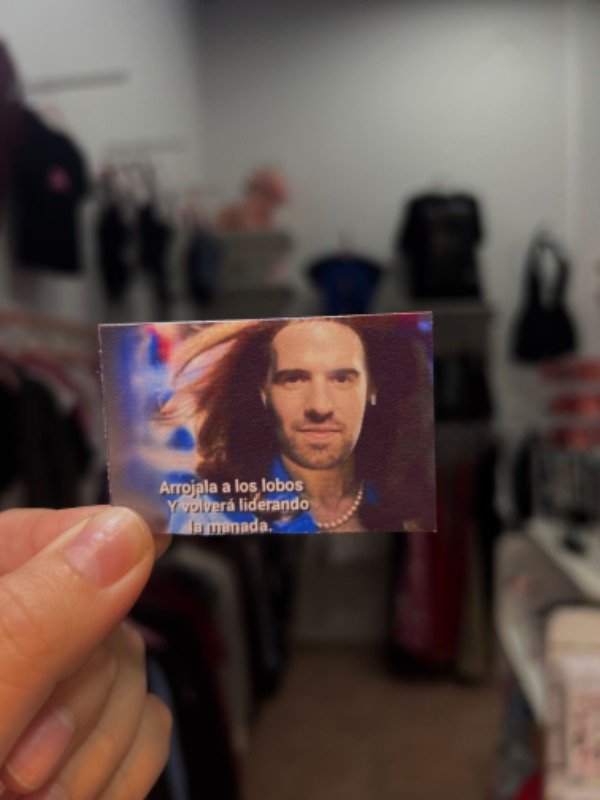 Arrojala a los lobos
Y volverá liderando
la manada.